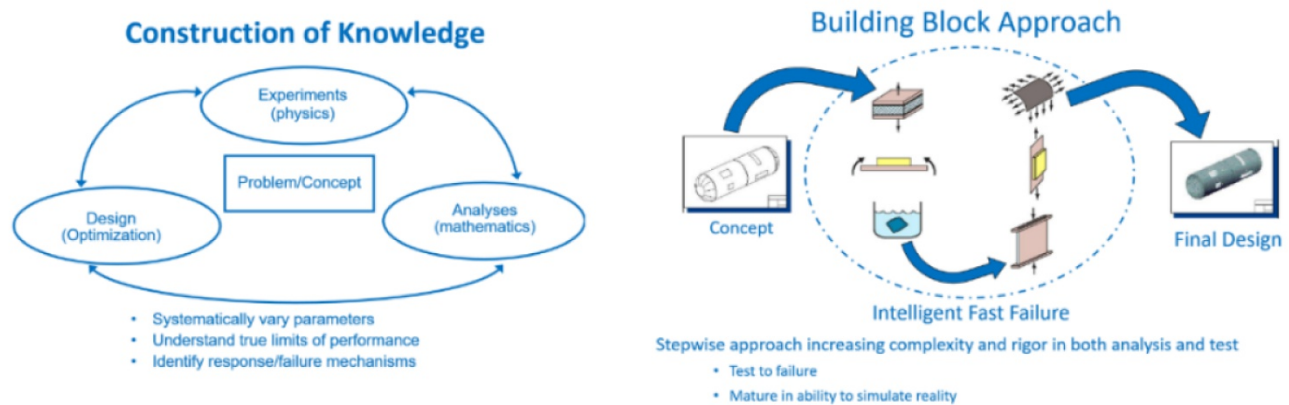 Construction of Knowledge
Experiments
(physics)
Problem/Concept
Design
(Optimization)
Analyses
(mathematics)
• Systematically vary parameters
• Understand true limits of performance
• Identify response/failure mechanisms
Building Block Approach
Concept
Final Design
Intelligent Fast Failure
Stepwise approach increasing complexity and rigor in both analysis and test
• Test to failure
• Mature in ability to simulate reality